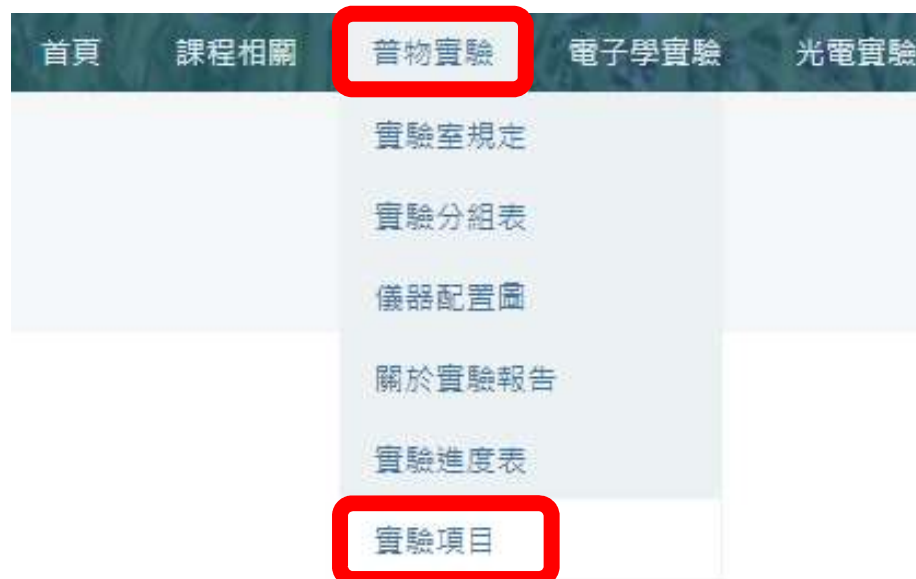 首頁 課程相關 普物實驗 電子學實驗 光電實驗
實驗室規定
實驗分組表
儀器配置圖
關於實驗報告
實驗進度表
實驗項目